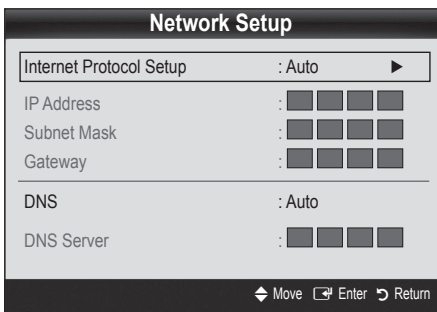 Network Setup
Internet Protocol Setup : Auto ▶
IP Address :
Subnet Mask :
Gateway :
DNS : Auto
DNS Server :
Move Enter Return